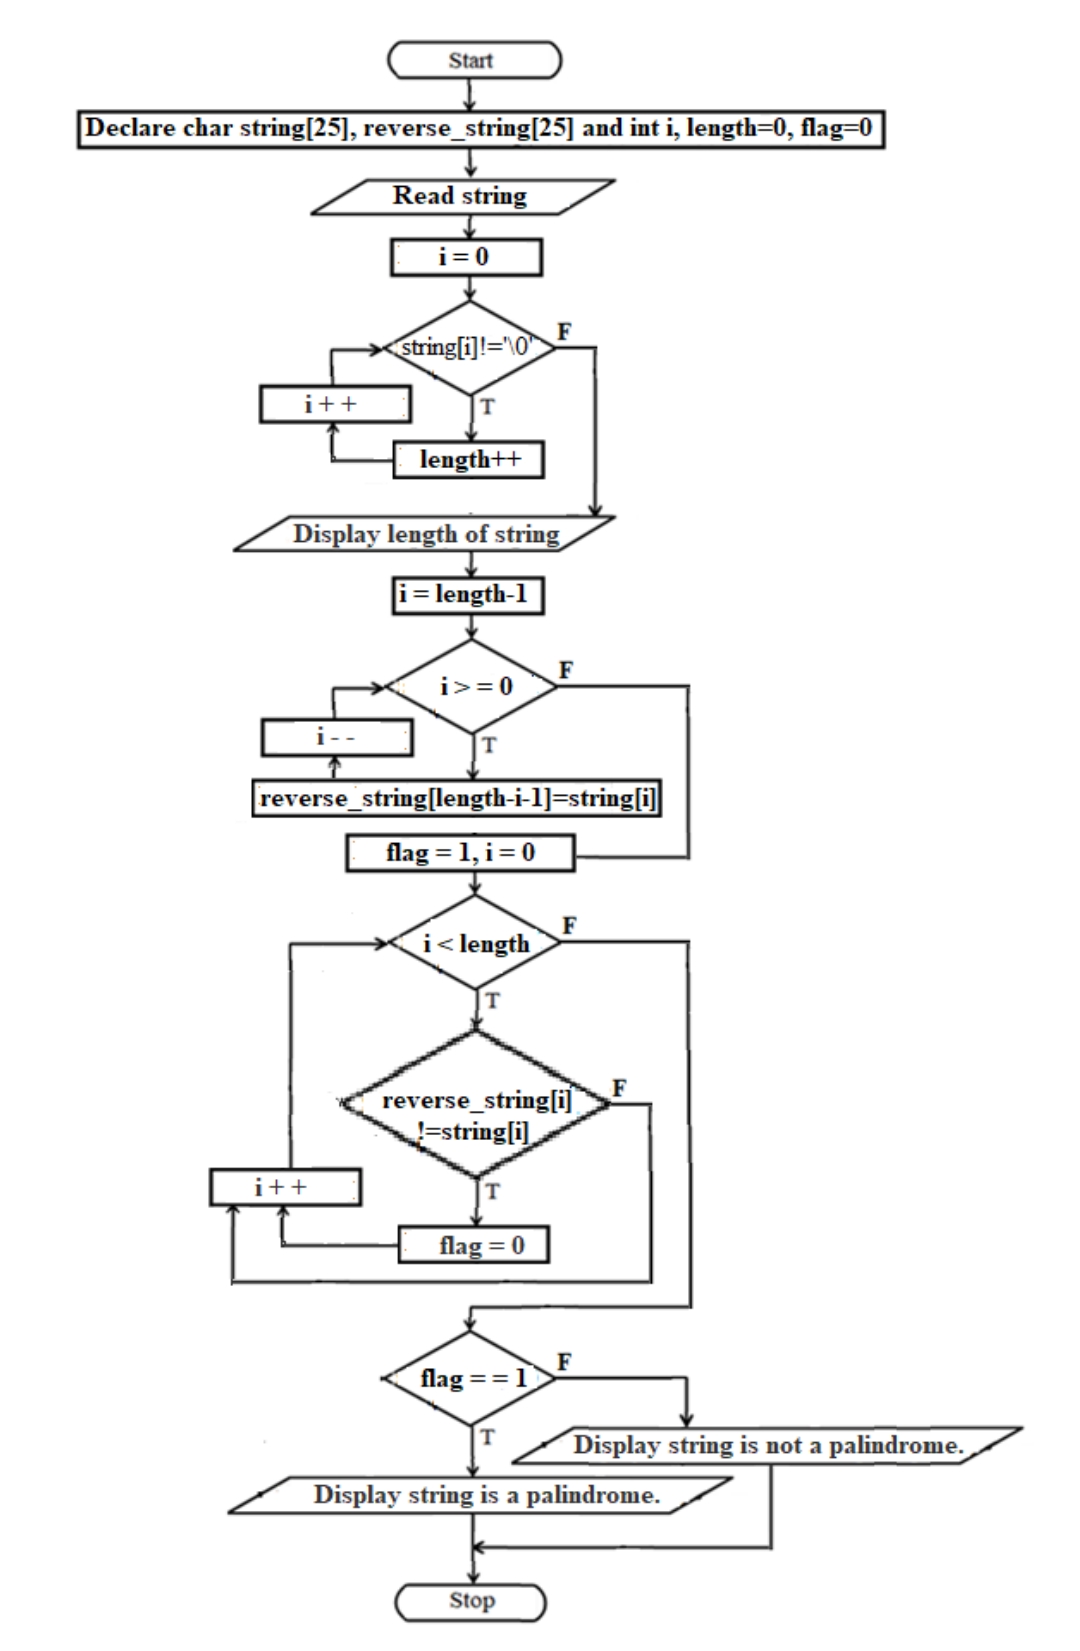 Start
Declare char string[25], reverse_string[25] and int i, length=0, flag=0
Read string
i = 0
string[i]!='\0'
F
i + +
T
length++
Display length of string
i = length-1
F
i > = 0
i - -
T
reverse_string[length-i-1]=string[i]
flag = 1, i = 0
F
i < length
T
F
reverse_string[i]
!=string[i]
i + +
T
flag = 0
F
flag = = 1
T
Display string is not a palindrome.
Display string is a palindrome.
Stop